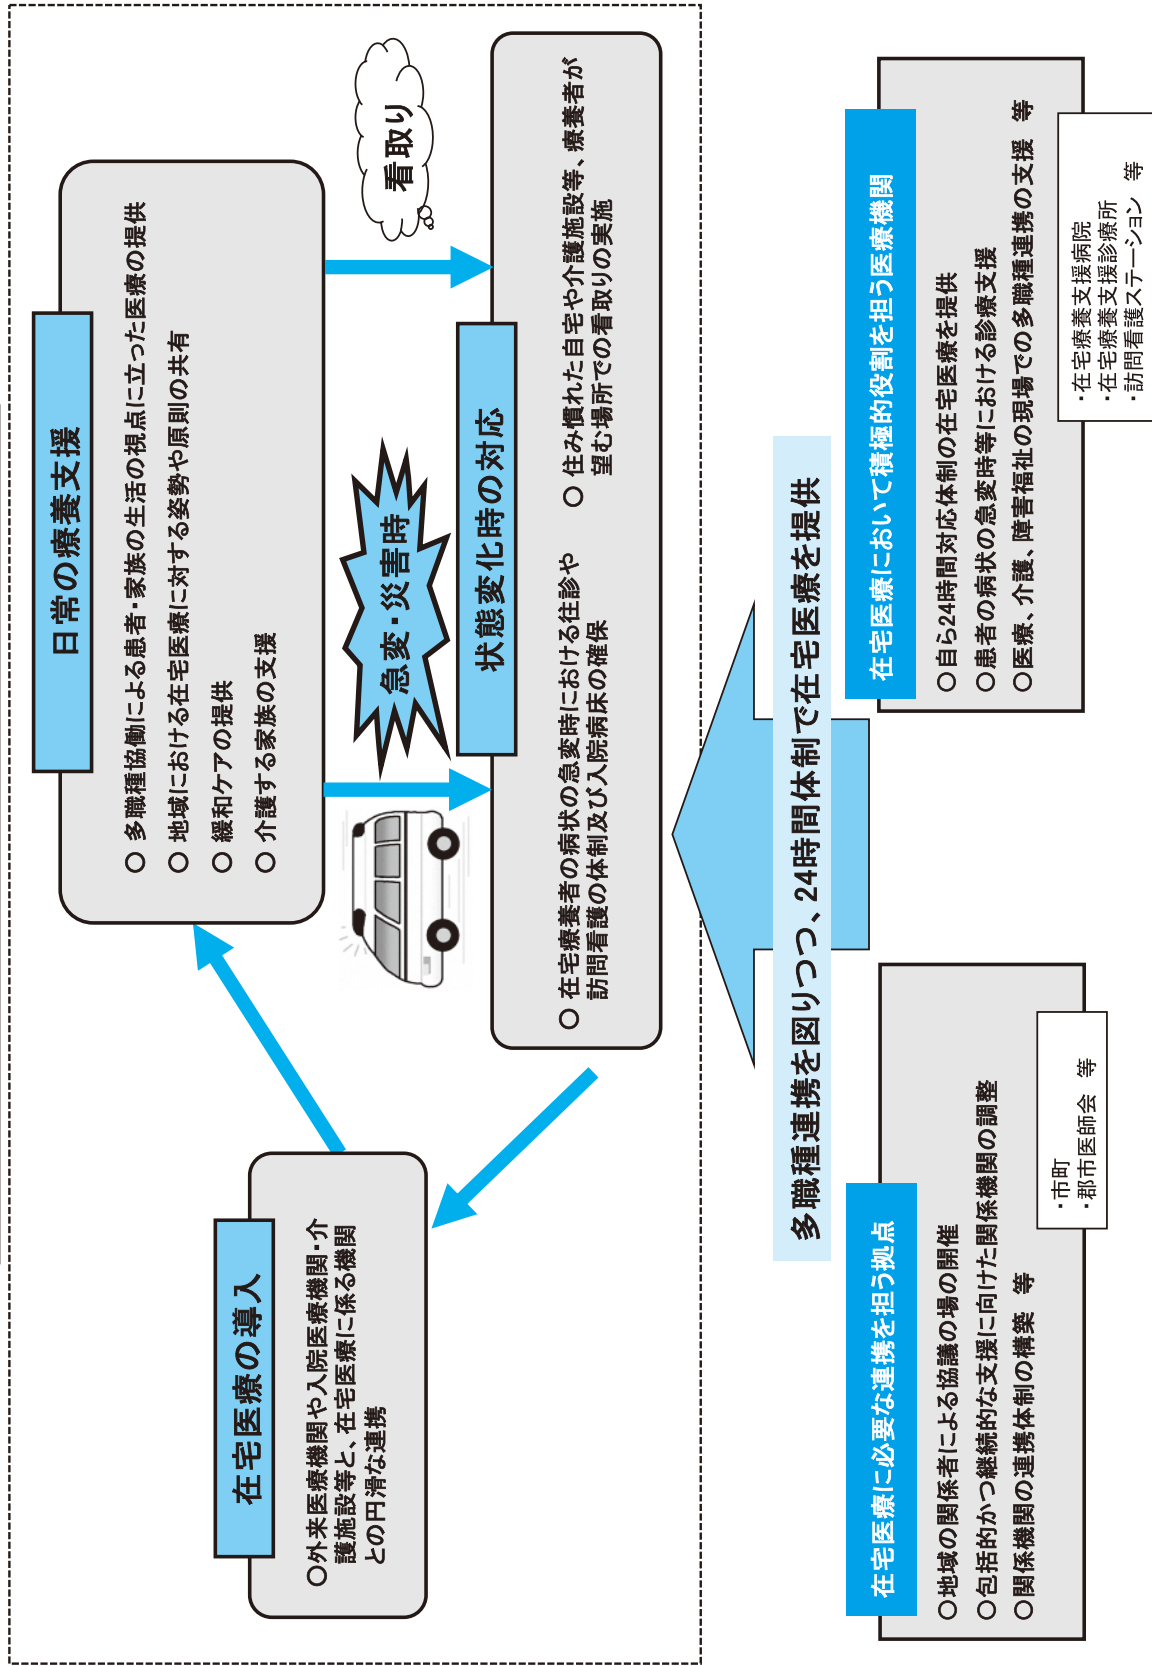 日常の療養支援
○ 多職種協働による患者・家族の生活の視点に立った医療の提供
○ 地域における在宅医療に対する姿勢や原則の共有
○ 緩和ケアの提供
○ 介護する家族の支援
在宅医療の導入
○外来医療機関や入院医療機関・介
護施設等と、在宅医療に係る機関
との円滑な連携
急変・災害時
看取り
状態変化時の対応
○ 在宅療養者の病状の急変時における往診や
訪問看護の体制及び入院病床の確保
○ 住み慣れた自宅や介護施設等、療養者が
望む場所での看取りの実施
多職種連携を図りつつ、24時間体制で在宅医療を提供
在宅医療に必要な連携を担う拠点
○地域の関係者による協議の場の開催
○包括的かつ継続的な支援に向けた関係機関の調整
○関係機関の連携体制の構築 等
・市町
・郡市医師会 等
在宅医療において積極的役割を担う医療機関
○自ら24時間対応体制の在宅医療を提供
○患者の病状の急変時等における診療支援
○医療、介護、障害福祉の現場での多職種連携の支援 等
・在宅療養支援病院
・在宅療養支援診療所
・訪問看護ステーション 等